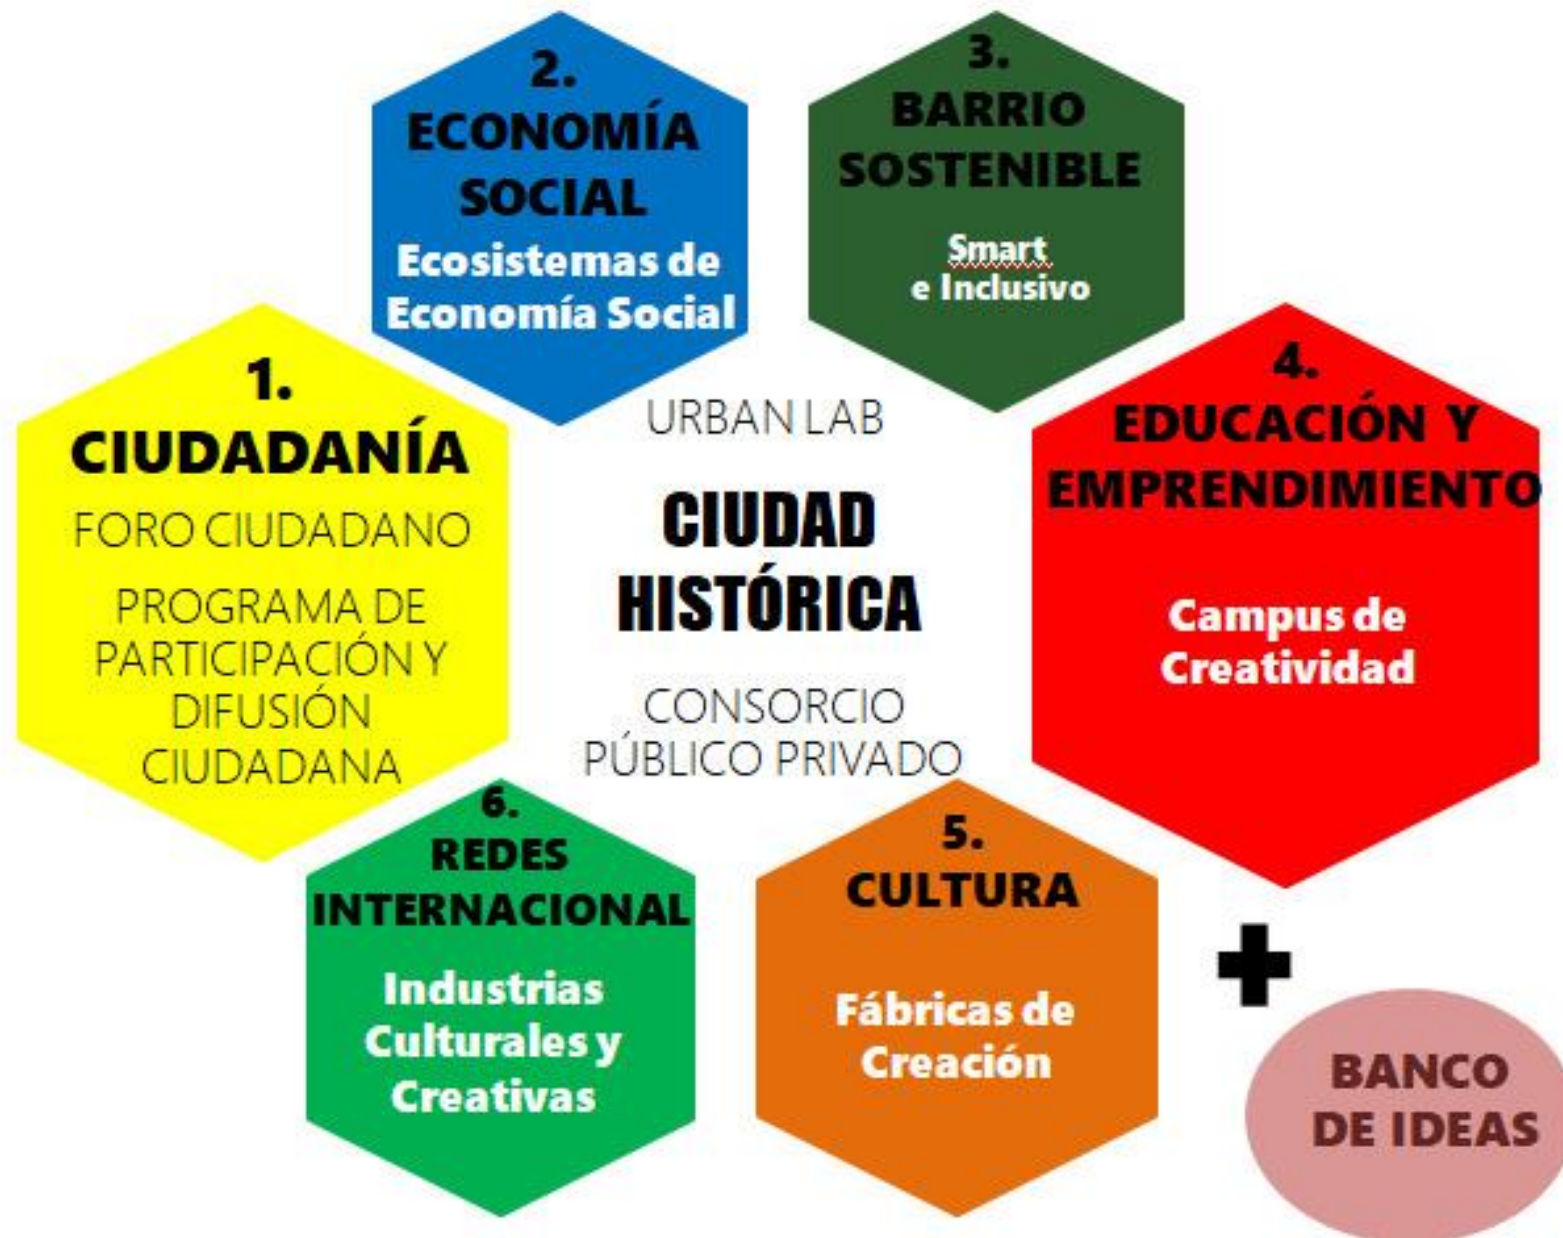 1.
CIUDADANÍA
FORO CIUDADANO
PROGRAMA DE
PARTICIPACIÓN Y
DIFUSIÓN
CIUDADANA
2.
ECONOMÍA
SOCIAL
Ecosistemas de
Economía Social
3.
BARRIO
SOSTENIBLE
Smart
e Inclusivo
4.
EDUCACIÓN Y
EMPRENDIMIENTO
Campus de
Creatividad
URBAN LAB
CIUDAD
HISTÓRICA
CONSORCIO
PÚBLICO PRIVADO
5.
CULTURA
Fábricas de
Creación
6.
REDES
INTERNACIONAL
Industrias
Culturales y
Creativas
BANCO
DE IDEAS